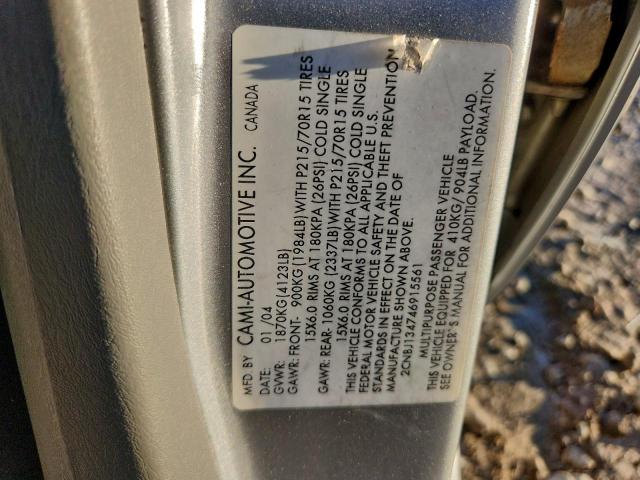 MFD. BY CAMI-AUTOMOTIVE INC. CANADA
DATE: 01/04
GVWR: 1870KG(4123LB)
GAWR: FRONT- 900KG(1984LB)WITH P215/70R15 TIRES
15X6.0 RIMS AT 180KPA (26PSI) COLD SINGLE
GAWR: REAR- 1060KG (2337LB)WITH P215/70R15 TIRES
15X6.0 RIMS AT 180KPA (26PSI) COLD SINGLE
THIS VEHICLE CONFORMS TO ALL APPLICABLE U.S.
FEDERAL MOTOR VEHICLE SAFETY AND THEFT PREVENTION
STANDARDS IN EFFECT ON THE DATE OF
MANUFACTURE SHOWN ABOVE.
2CNBJ134746915561
MULTIPURPOSE PASSENGER VEHICLE
THIS VEHICLE EQUIPPED FOR 410KG/ 904LB PAYLOAD.
SEE OWNER'S MANUAL FOR ADDITIONAL INFORMATION.